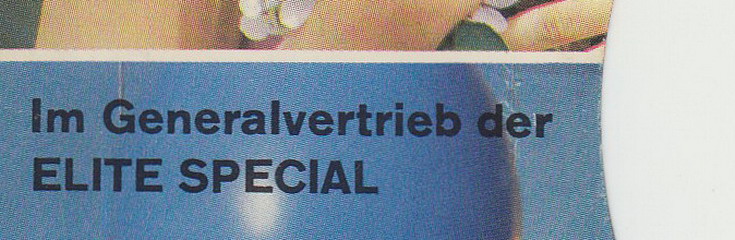 Im Generalvertrieb der
ELITE SPECIAL